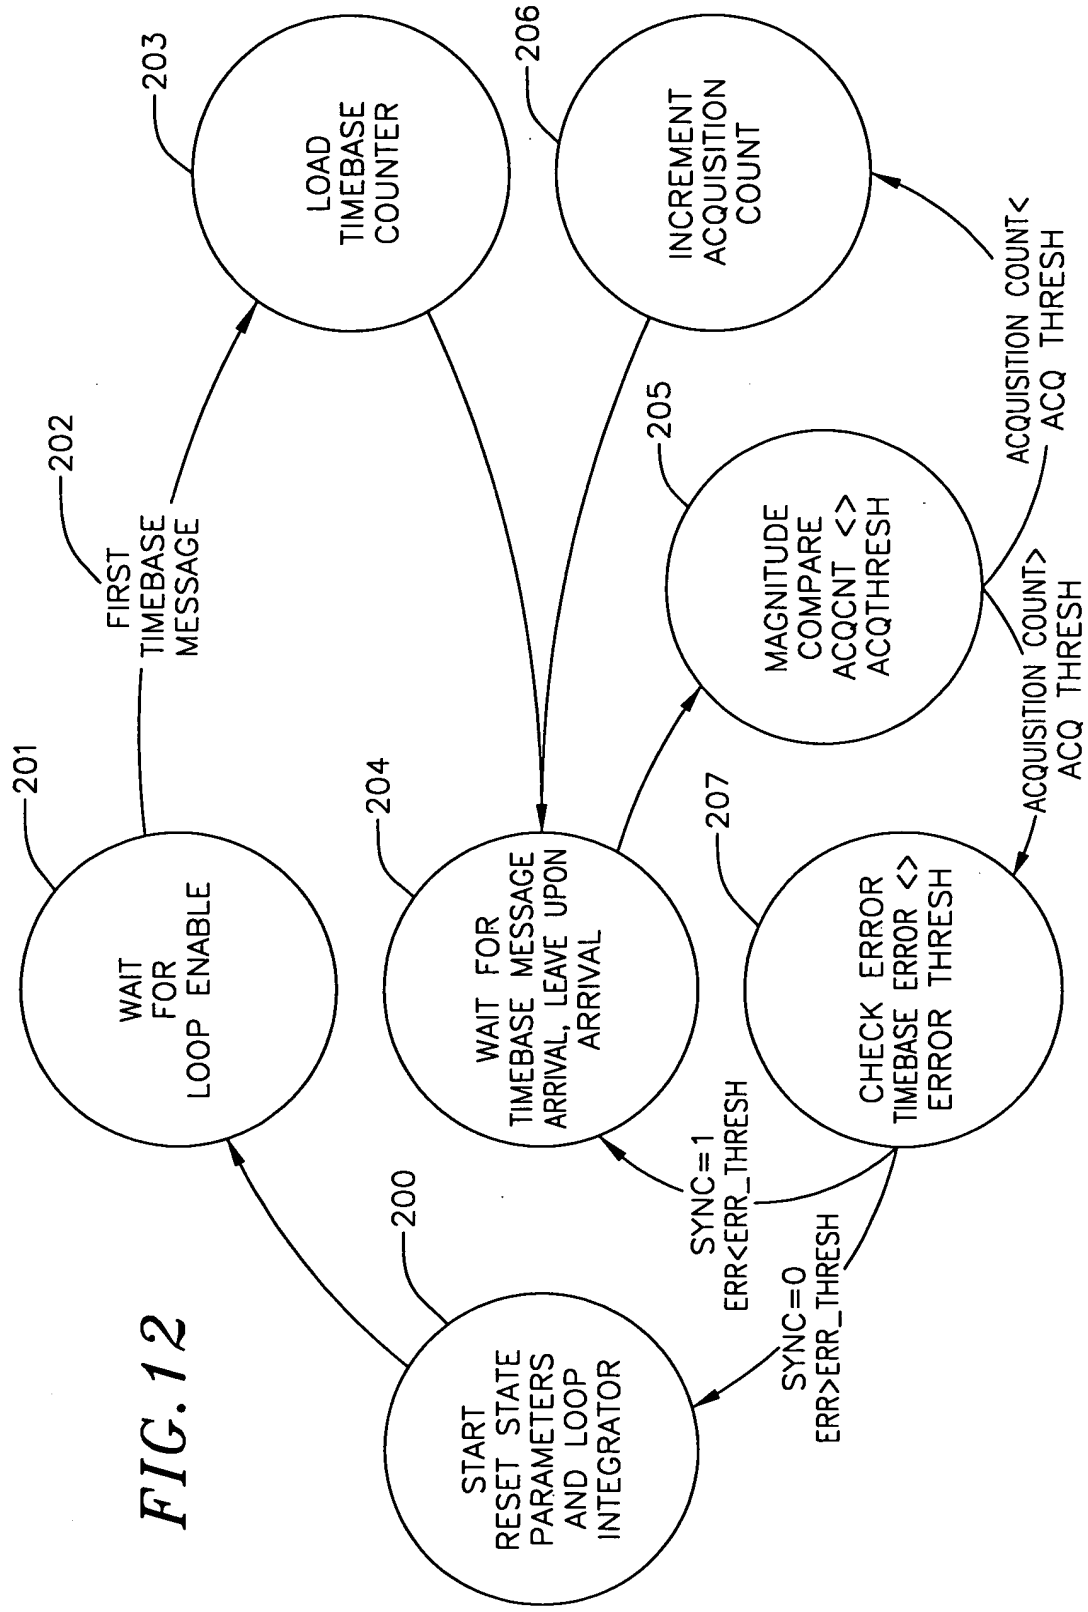 FIG.12
START
RESET STATE
PARAMETERS
AND LOOP
INTEGRATOR
200
WAIT
FOR
LOOP ENABLE
201
FIRST
TIMEBASE
MESSAGE
202
LOAD
TIMEBASE
COUNTER
203
WAIT FOR
TIMEBASE MESSAGE
ARRIVAL, LEAVE UPON
ARRIVAL
204
MAGNITUDE
COMPARE
ACQCNT <>
ACQTHRESH
205
INCREMENT
ACQUISITION
COUNT
206
CHECK ERROR
TIMEBASE ERROR <>
ERROR THRESH
207
SYNC=1
ERR<ERR_THRESH
SYNC=0
ERR>ERR_THRESH
ACQUISITION COUNT>
ACQ THRESH
ACQUISITION COUNT<
ACQ THRESH